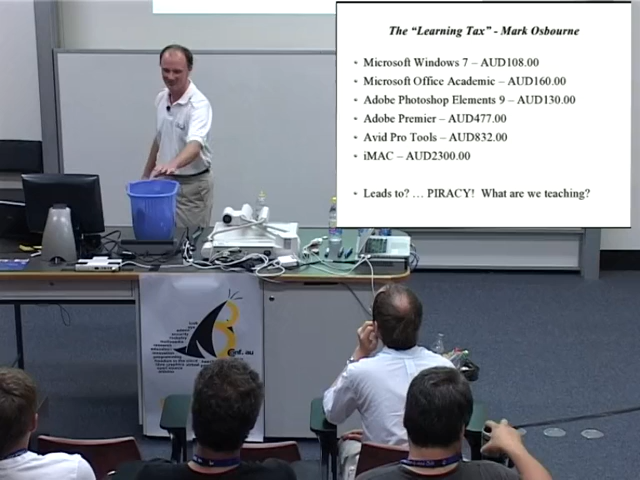 The "Learning Tax" - Mark Osbourne
Microsoft Windows 7 – AUD108.00
Microsoft Office Academic – AUD160.00
Adobe Photoshop Elements 9 – AUD130.00
Adobe Premier – AUD477.00
Avid Pro Tools – AUD832.00
iMAC – AUD2300.00
Leads to? … PIRACY! What are we teaching?